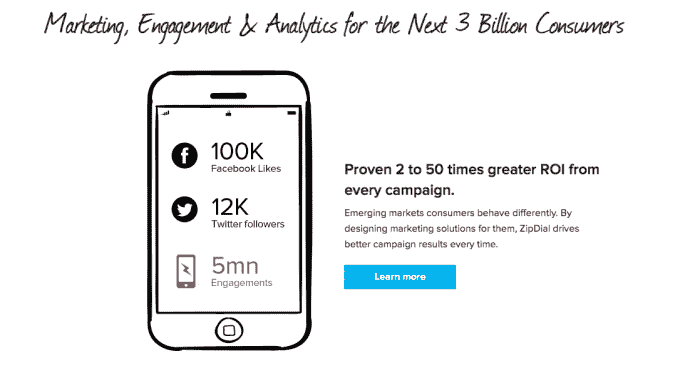 Marketing, Engagement & Analytics for the Next 3 Billion Consumers
100K
Facebook Likes
12K
Twitter followers
5mn
Engagements
Proven 2 to 50 times greater ROI from
every campaign.
Emerging markets consumers behave differently. By
designing marketing solutions for them, ZipDial drives
better campaign results every time.
Learn more